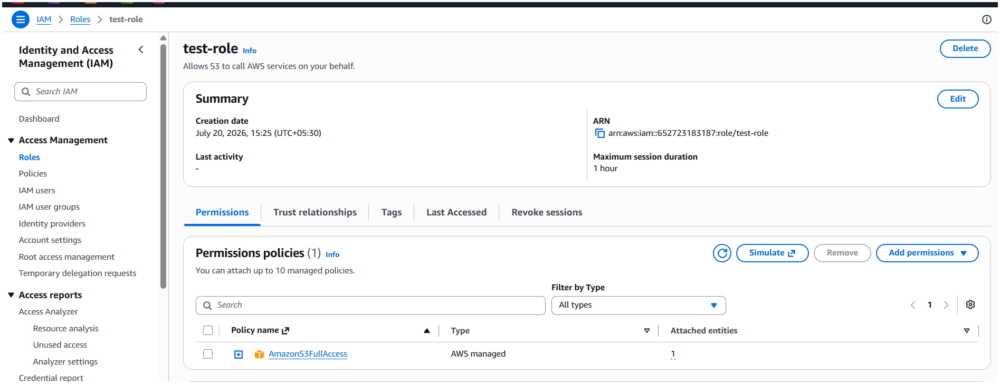 IAM > Roles > test-role
Identity and Access
Management (IAM)
Search IAM
Dashboard
Access Management
Roles
Policies
IAM users
IAM user groups
Identity providers
Account settings
Root access management
Temporary delegation requests
Access reports
Access Analyzer
Resource analysis
Unused access
Analyzer settings
Credential report
test-role Info
Delete
Allows S3 to call AWS services on your behalf.
Summary
Edit
Creation date
July 20, 2026, 15:25 (UTC+05:30)
ARN
arn:aws:iam::652723183187:role/test-role
Last activity
-
Maximum session duration
1 hour
Permissions Trust relationships Tags Last Accessed Revoke sessions
Permissions policies (1) Info
Simulate Remove Add permissions
You can attach up to 10 managed policies.
Filter by Type
Search All types 1
Policy name Type Attached entities
AmazonS3FullAccess AWS managed 1